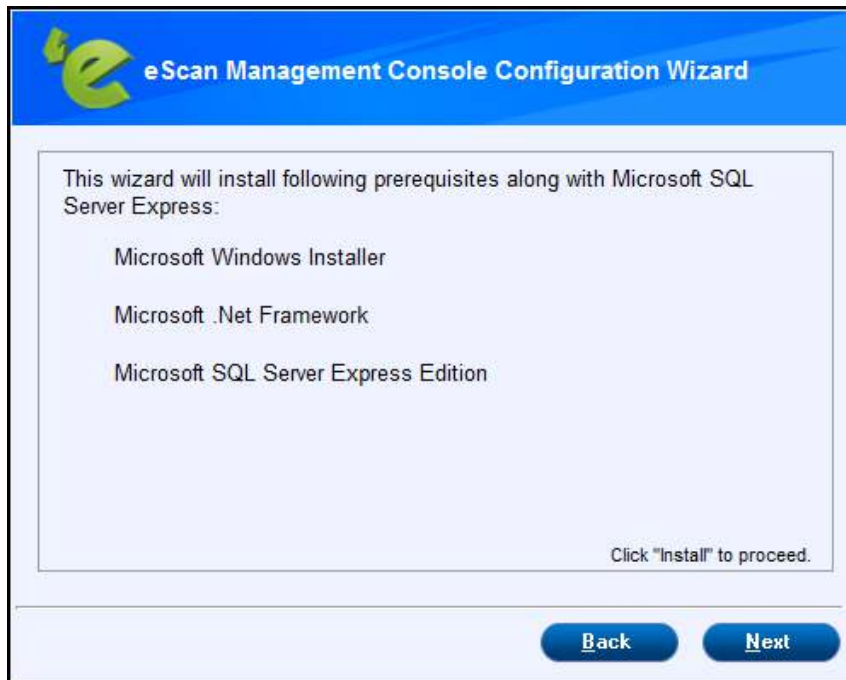 eScan Management Console Configuration Wizard
This wizard will install following prerequisites along with Microsoft SQL
Server Express:
Microsoft Windows Installer
Microsoft .Net Framework
Microsoft SQL Server Express Edition
Click "Install" to proceed.
Back
Next